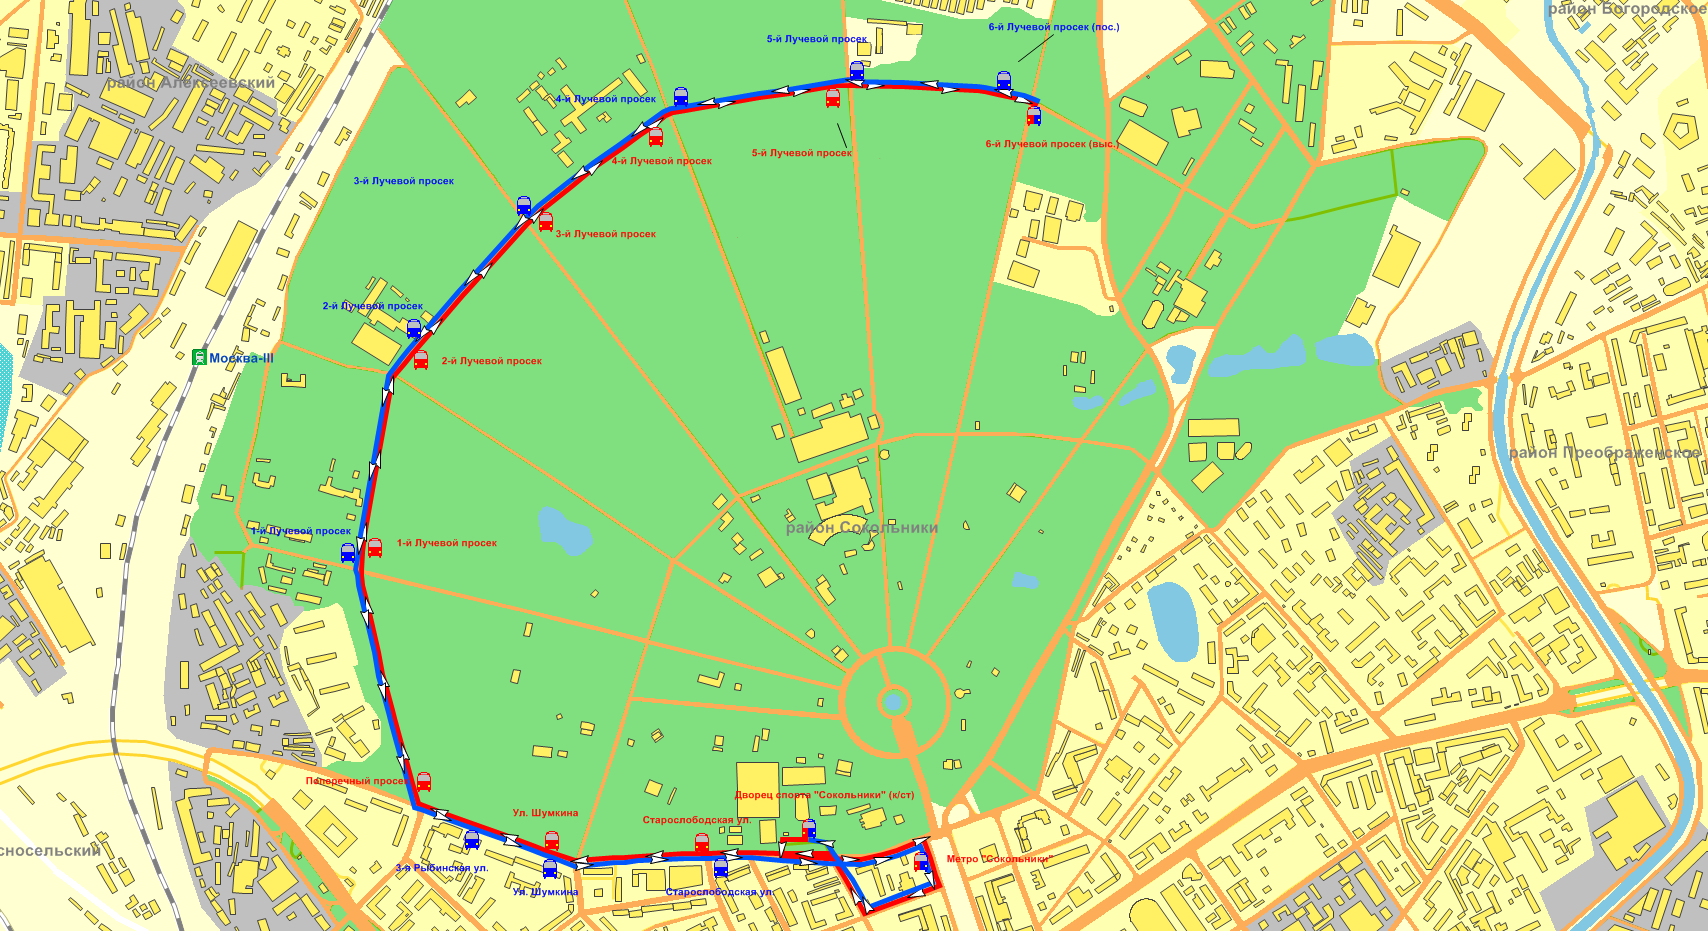 район Богородское
6-й Лучевой просек (пос.)
5-й Лучевой просек
район Алексеевский
4-й Лучевой просек
6-й Лучевой просек (выс.)
5-й Лучевой просек
4-й Лучевой просек
3-й Лучевой просек
3-й Лучевой просек
2-й Лучевой просек
Москва-III
2-й Лучевой просек
район Преображенское
район Сокольники
1-й Лучевой просек
1-й Лучевой просек
Поперечный просек
Дворец спорта "Сокольники" (к/ст)
Ул. Шумкина
Старослободская ул.
сносельский
Метро "Сокольники"
3-я Рыбинская ул.
Ул. Шумкина
Старослободская ул.